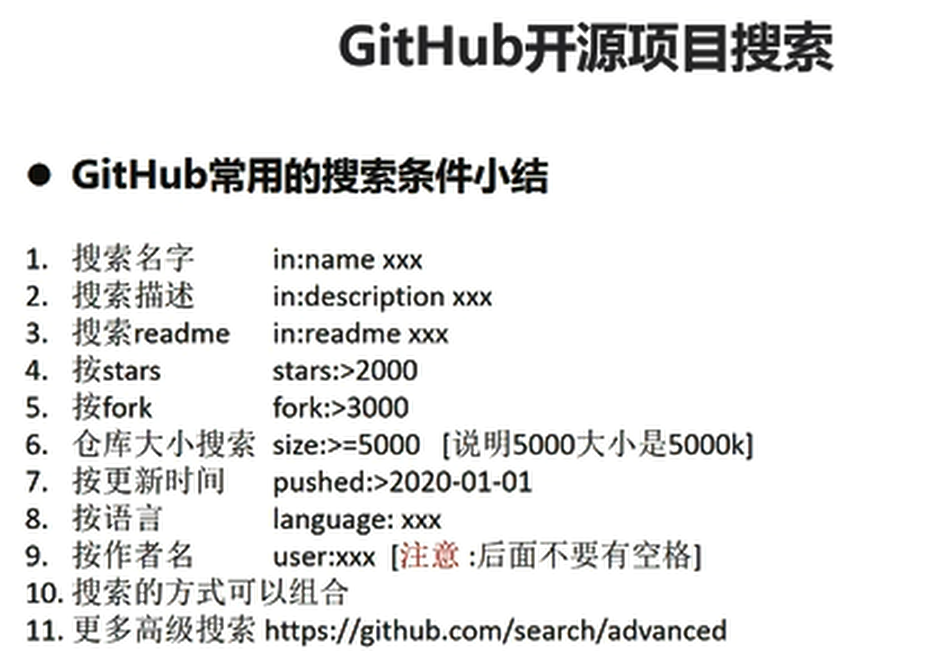 GitHub开源项目搜索
● GitHub常用的搜索条件小结
1. 搜索名字 in:name xxx
2. 搜索描述 in:description xxx
3. 搜索readme in:readme xxx
4. 按stars stars:>2000
5. 按fork fork:>3000
6. 仓库大小搜索 size:>=5000 [说明5000大小是5000k]
7. 按更新时间 pushed:>2020-01-01
8. 按语言 language: xxx
9. 按作者名 user:xxx [注意 :后面不要有空格]
10. 搜索的方式可以组合
11. 更多高级搜索 https://github.com/search/advanced